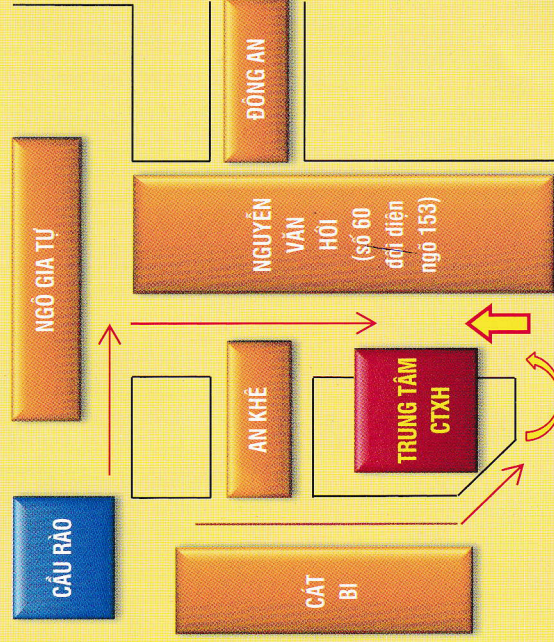 CẦU RÀO
NGÔ GIA TỰ
CÁT
BI
AN KHÊ
ĐÔNG AN
NGUYỄN
VĂN
HỚI
(số 60
đối diện
ngõ 153)
TRUNG TÂM
CTXH